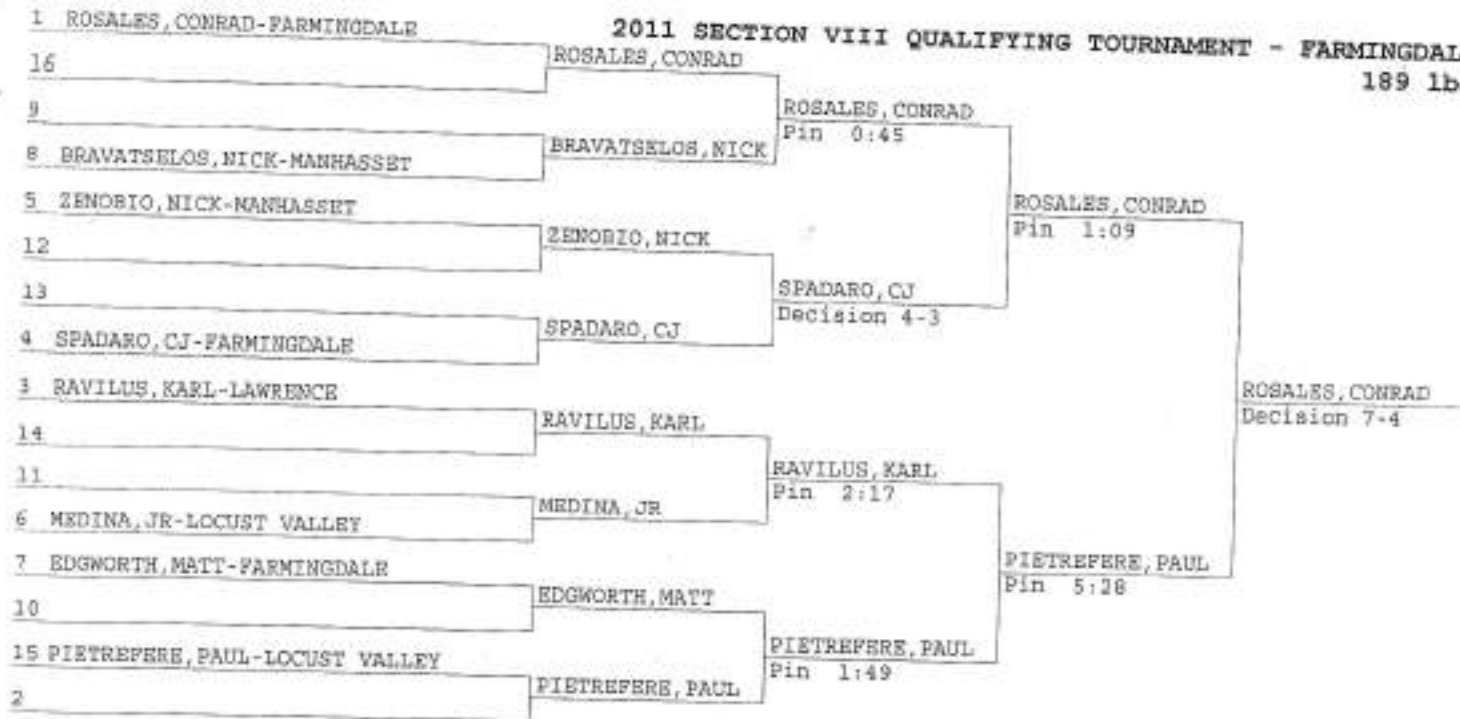 1 ROSALES,CONRAD-FARMINGDALE
2011 SECTION VIII QUALIFYING TOURNAMENT - FARMINGDAL
189 lb
ROSALES,CONRAD
16
ROSALES,CONRAD
Pin 0:45
9
BRAVATSELOS,NICK
8 BRAVATSELOS,NICK-MANHASSET
ROSALES,CONRAD
Pin 1:09
5 ZENOBIO,NICK-MANHASSET
ZENOBIO,NICK
12
SPADARO,CJ
Decision 4-3
13
SPADARO,CJ
4 SPADARO,CJ-FARMINGDALE
ROSALES,CONRAD
Decision 7-4
3 RAVILUS,KARL-LAWRENCE
RAVILUS,KARL
14
RAVILUS,KARL
Pin 2:17
11
MEDINA,JR
6 MEDINA,JR-LOCUST VALLEY
PIETREFERE,PAUL
Pin 5:28
7 EDGWORTH,MATT-FARMINGDALE
EDGWORTH,MATT
10
PIETREFERE,PAUL
Pin 1:49
15 PIETREFERE,PAUL-LOCUST VALLEY
PIETREFERE,PAUL
2